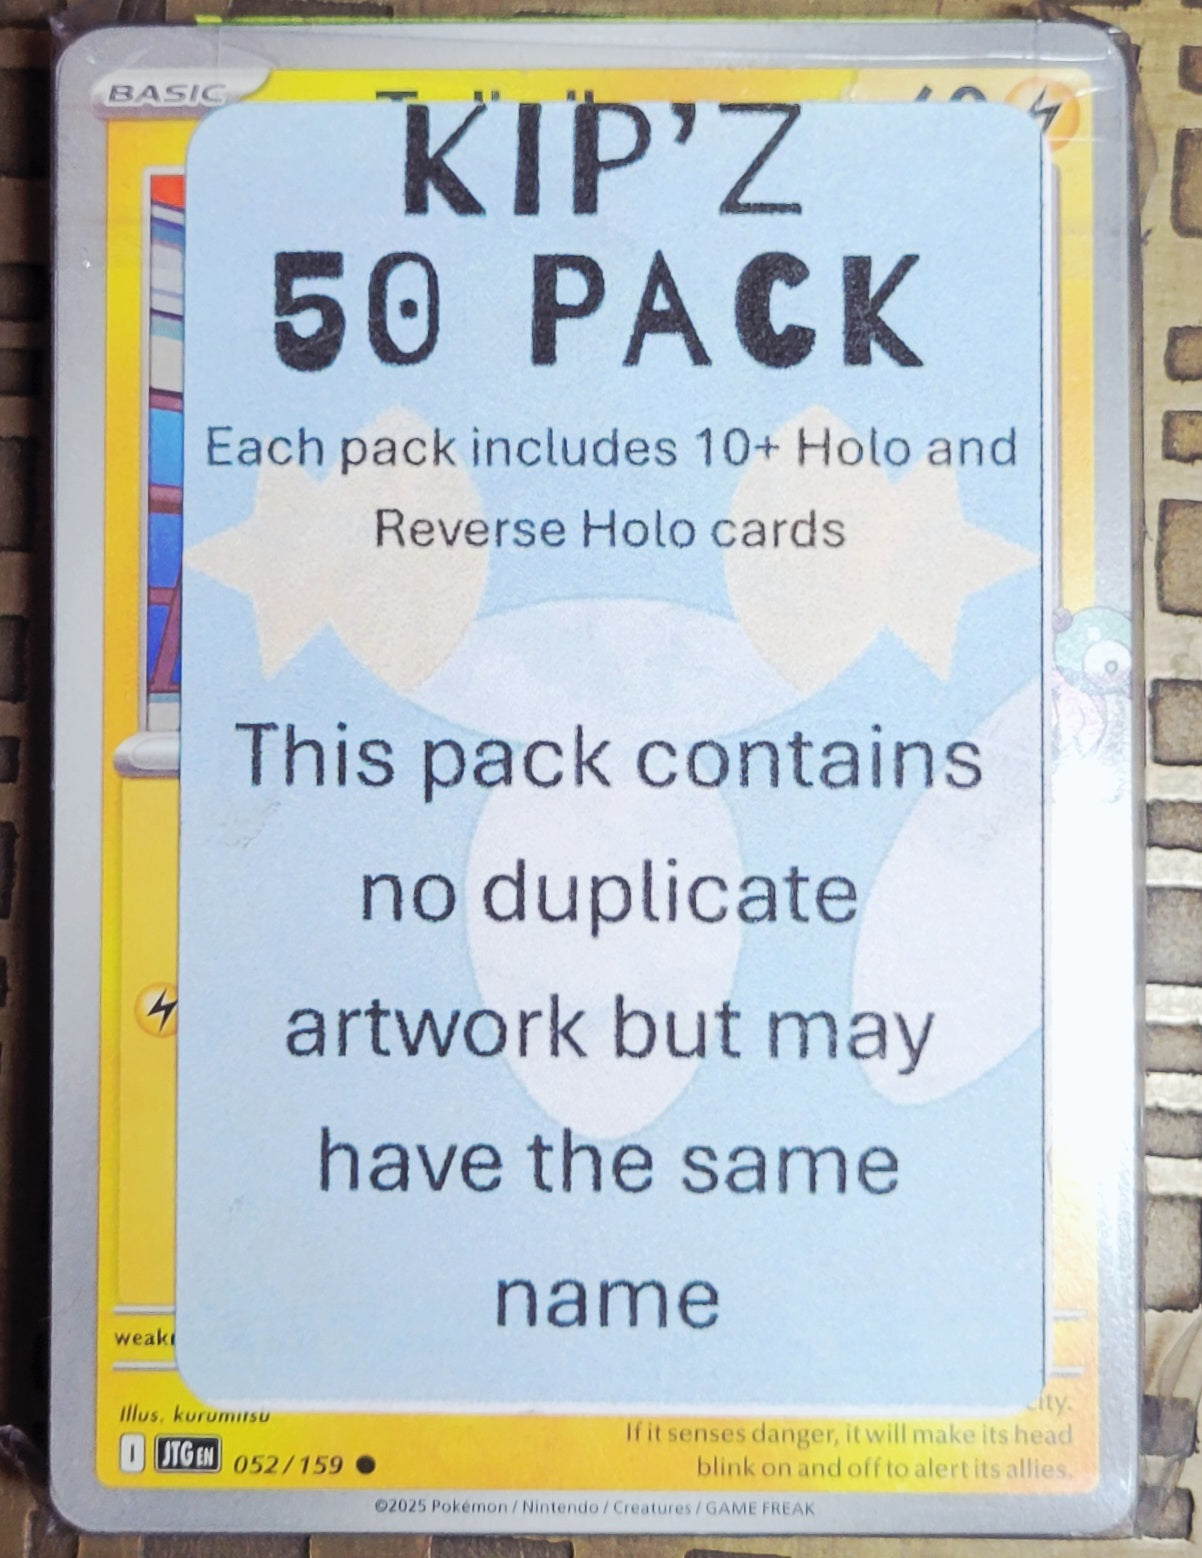 BASIC
KIP'Z
50 PACK
Each pack includes 10+ Holo and
Reverse Holo cards
This pack contains
no duplicate
artwork but may
have the same
name
weak
Illus. kurumitsu
city.
If it senses danger, it will make its head
I JTG EN 052/159
blink on and off to alert its allies.
©2025 Pokémon / Nintendo / Creatures / GAME FREAK